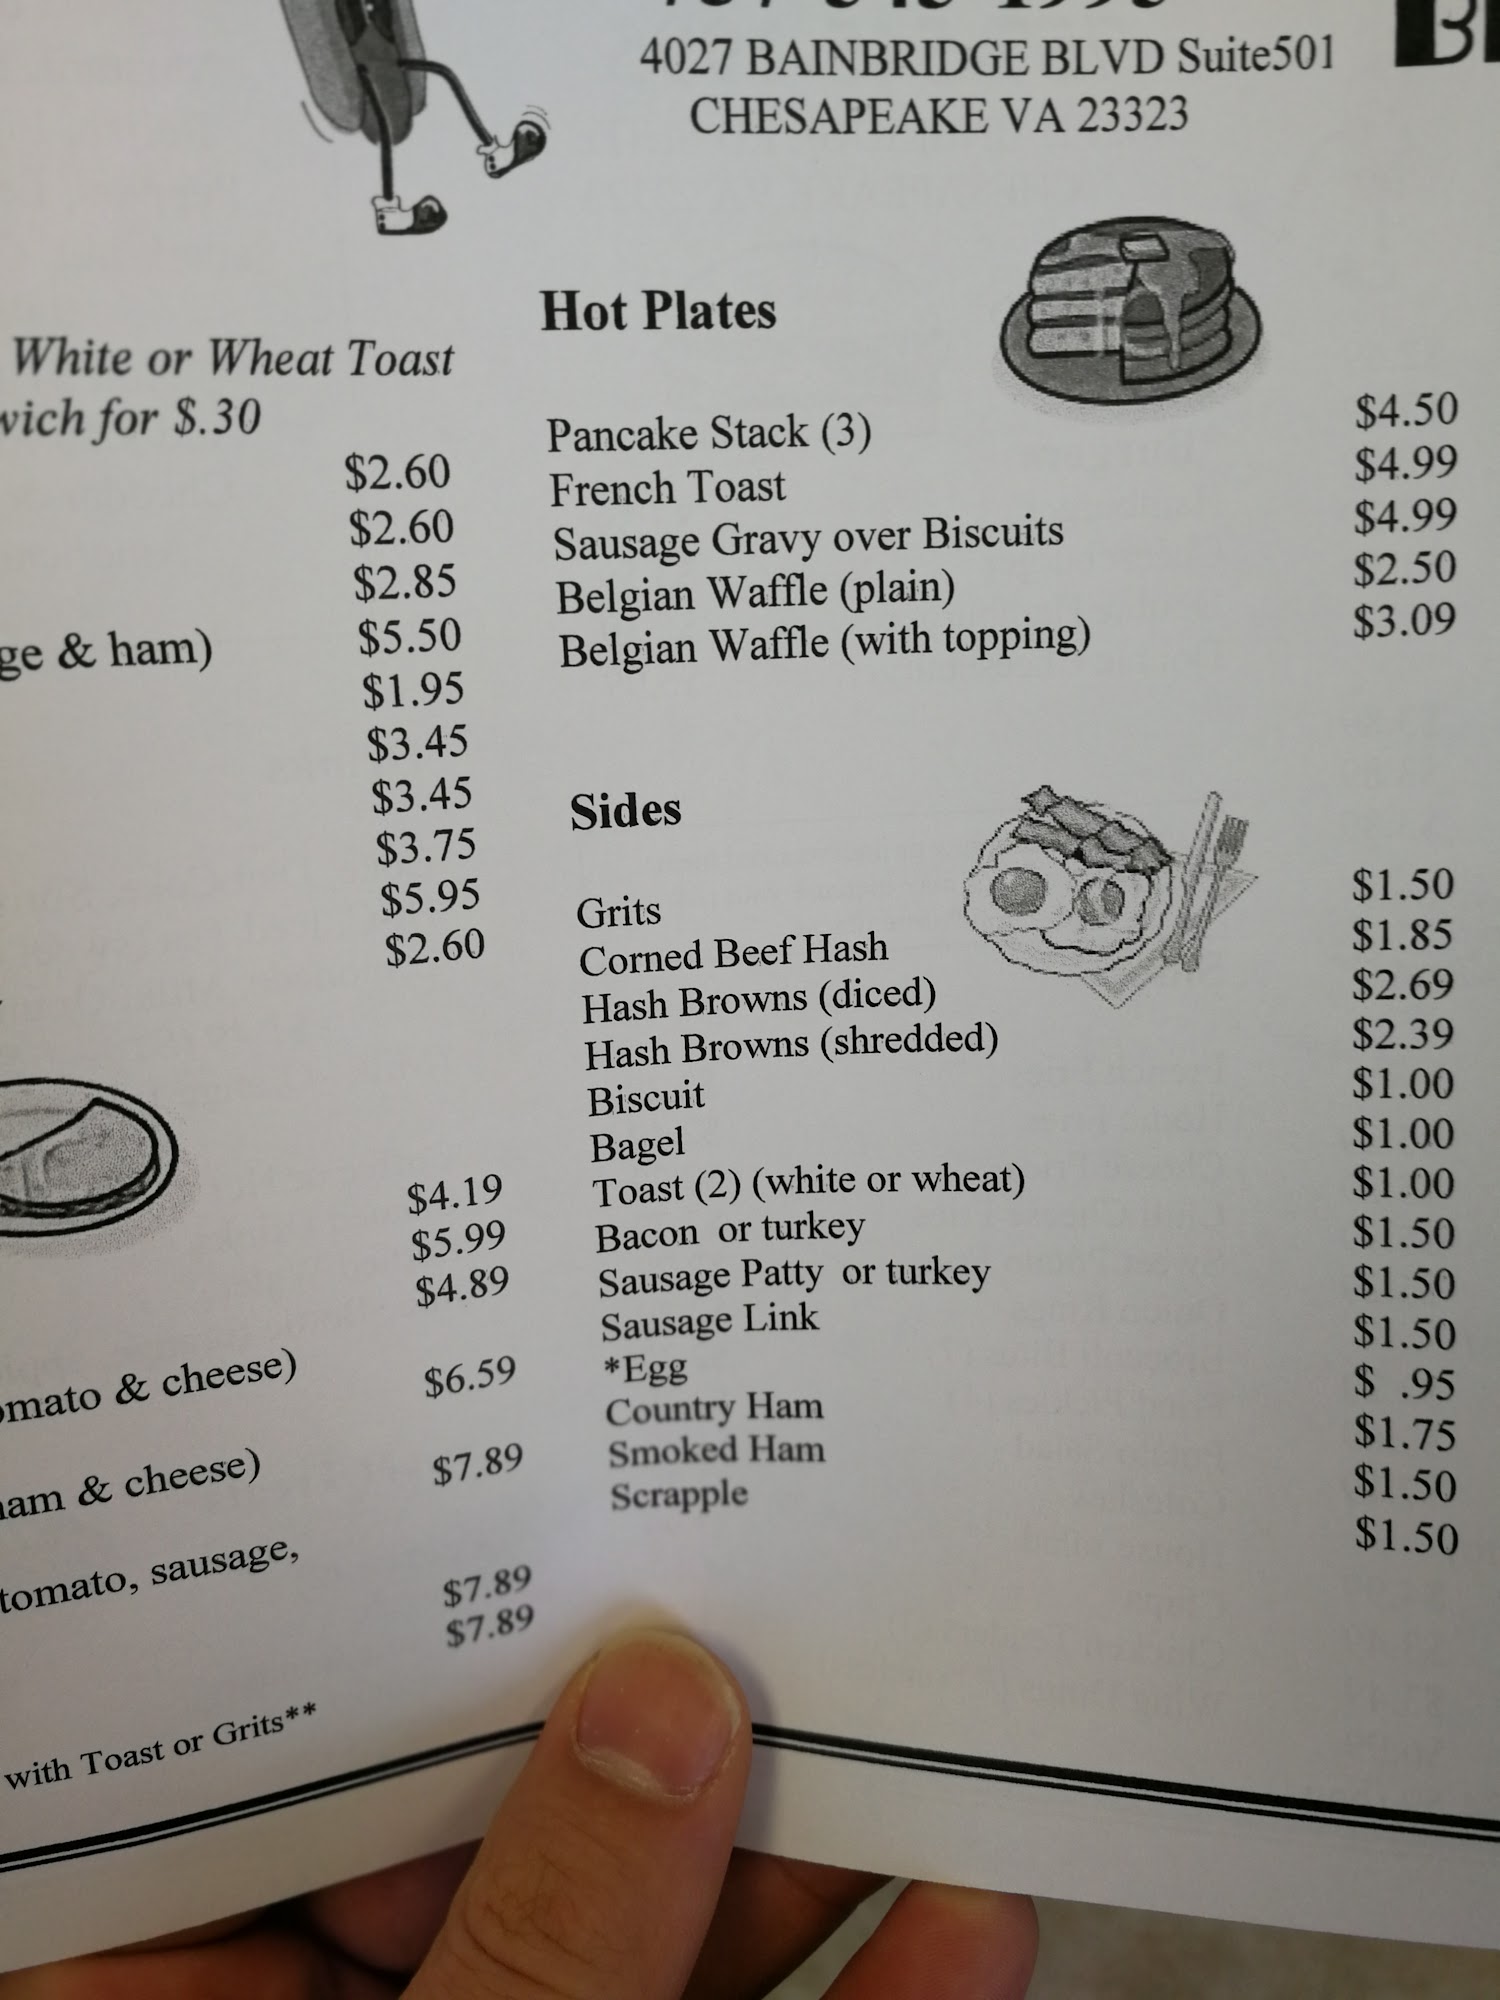 4027 BAINBRIDGE BLVD Suite501
CHESAPEAKE VA 23323
White or Wheat Toast
for $.30
$2.60
$2.60
$2.85
& ham) $5.50
$1.95
$3.45
$3.45
$3.75
$5.95
$2.60
$4.19
$5.99
$4.89
& cheese) $6.59
& cheese) $7.89
tomato, sausage,
$7.89
$7.89
with Toast or Grits**
Hot Plates
Pancake Stack (3) $4.50
French Toast $4.99
Sausage Gravy over Biscuits $4.99
Belgian Waffle (plain) $2.50
Belgian Waffle (with topping) $3.09
Sides
Grits $1.50
Corned Beef Hash $1.85
Hash Browns (diced) $2.69
Hash Browns (shredded) $2.39
Biscuit $1.00
Bagel $1.00
Toast (2) (white or wheat) $1.00
Bacon or turkey $1.50
Sausage Patty or turkey $1.50
Sausage Link $1.50
*Egg $ .95
Country Ham $1.75
Smoked Ham $1.50
Scrapple $1.50